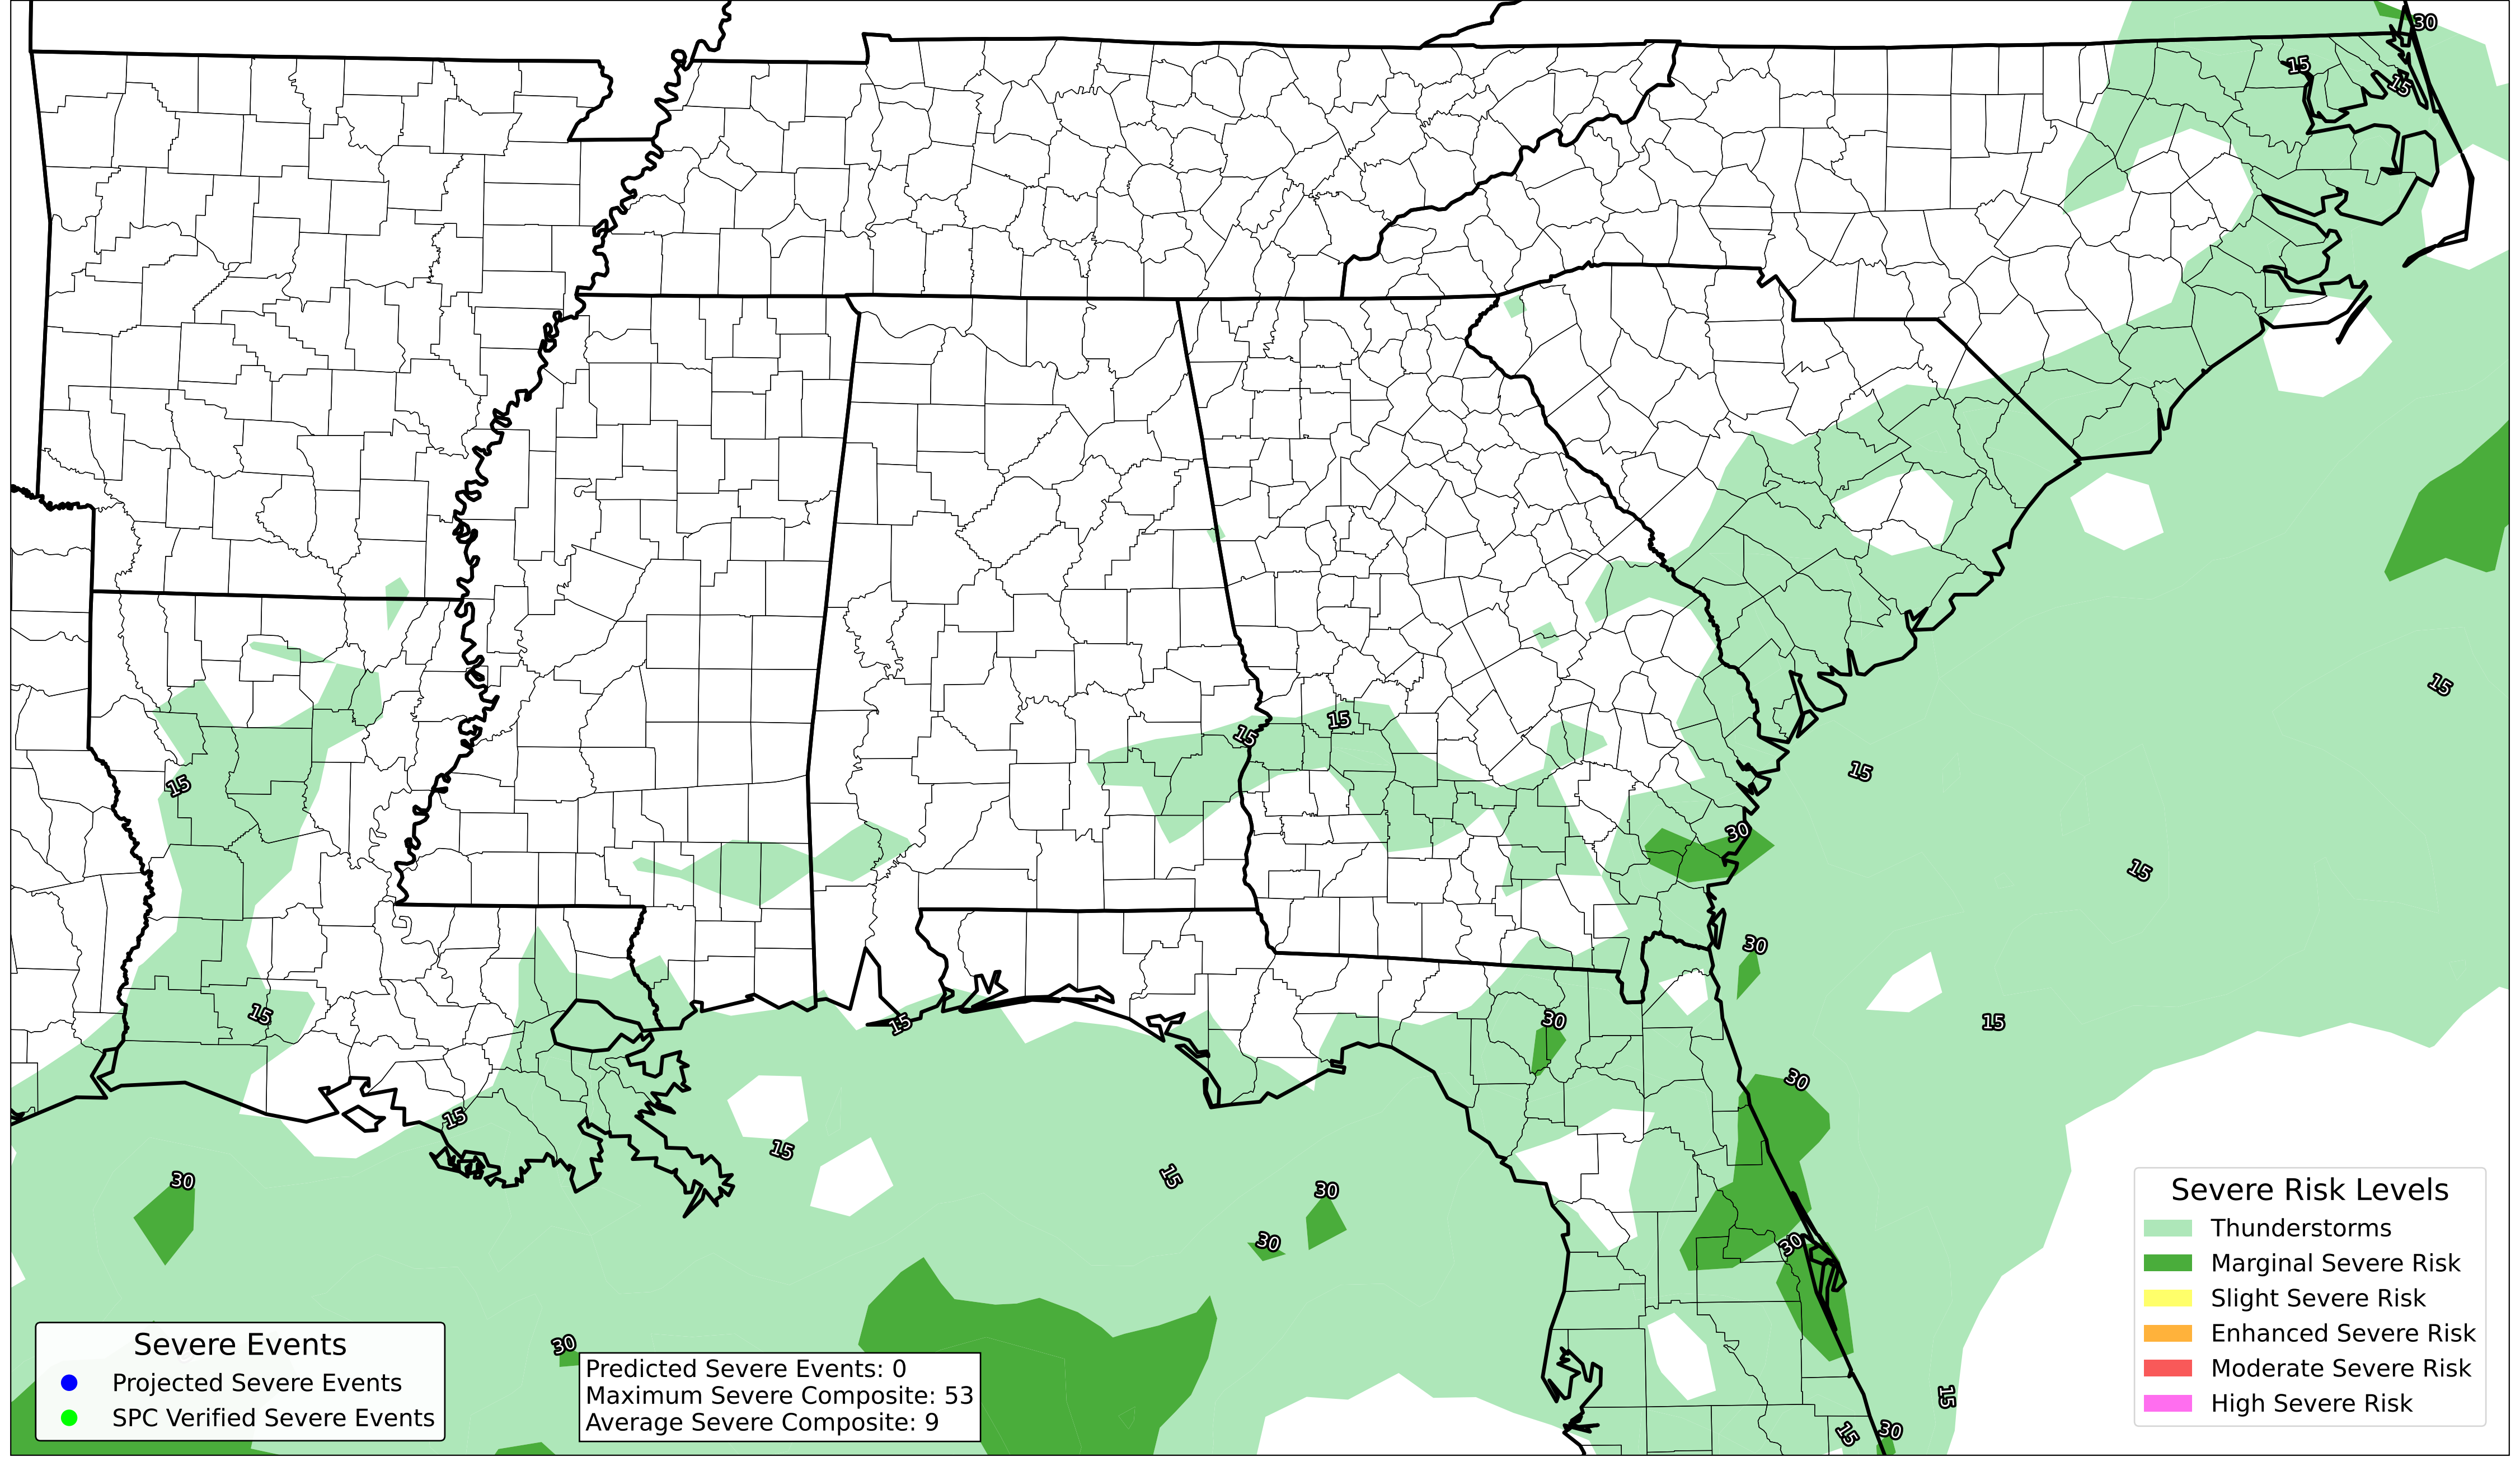 30
15
15
15
15
15
15
15
30
15
30
15
15
30
15
30
15
15
30
30
15
30
30
30
15
15
30
Severe Risk Levels
Thunderstorms
Marginal Severe Risk
Slight Severe Risk
Enhanced Severe Risk
Moderate Severe Risk
High Severe Risk
Severe Events
Projected Severe Events
SPC Verified Severe Events
Predicted Severe Events: 0
Maximum Severe Composite: 53
Average Severe Composite: 9